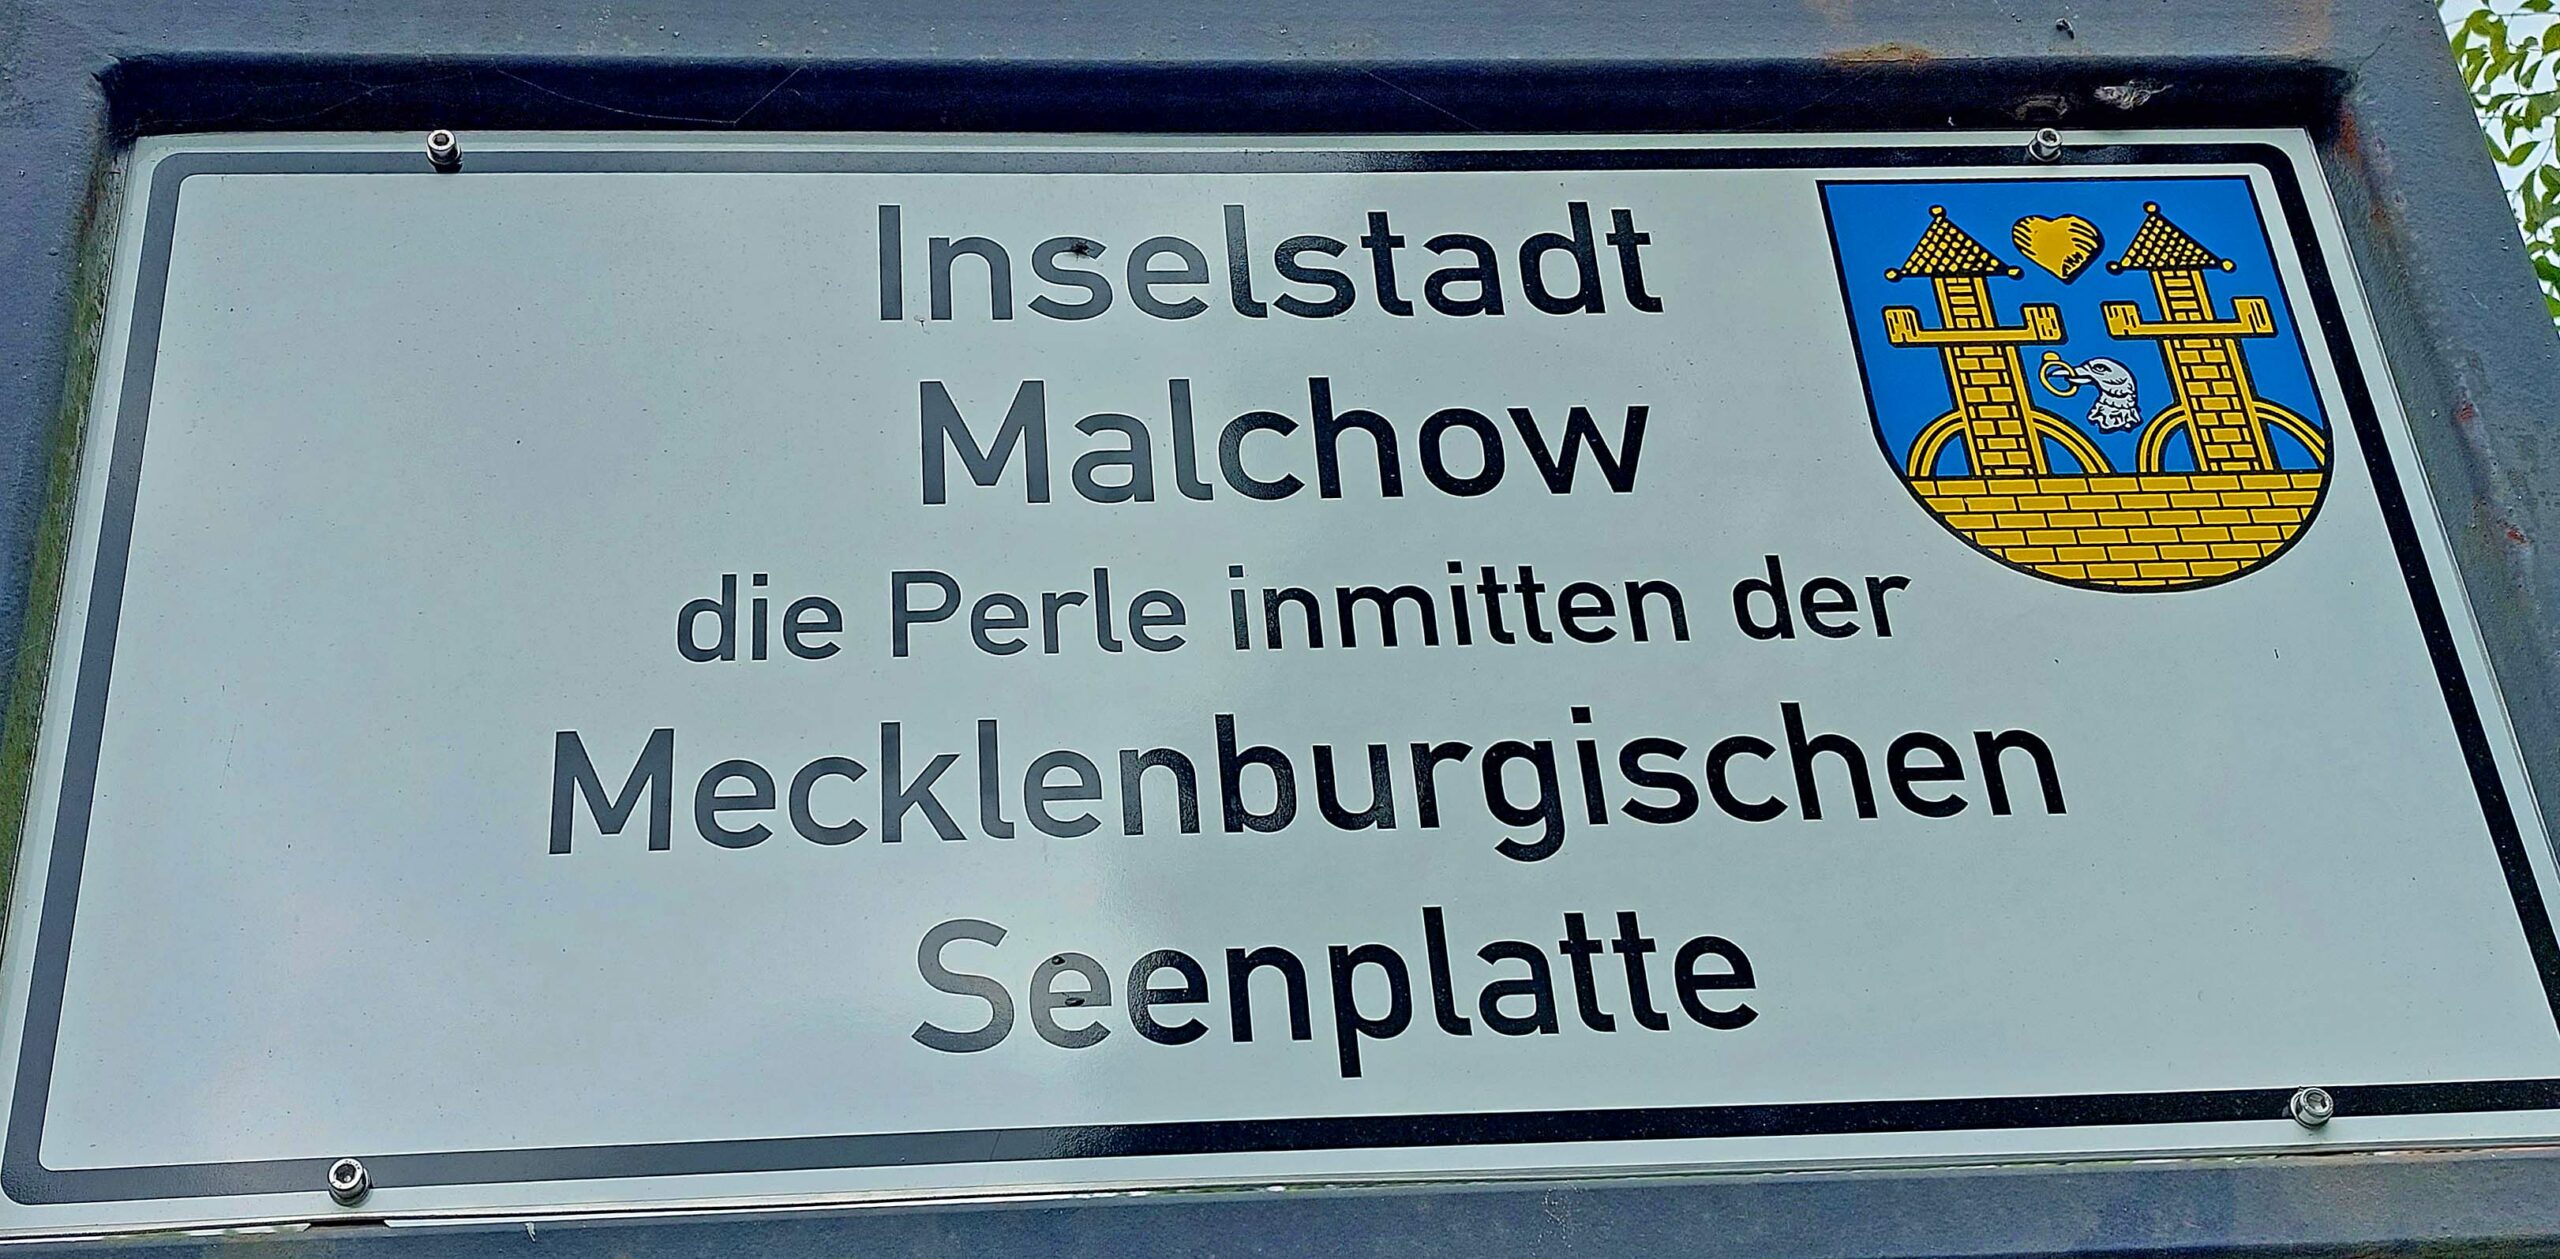 Inselstadt
Malchow
die Perle inmitten der
Mecklenburgischen
Seenplatte